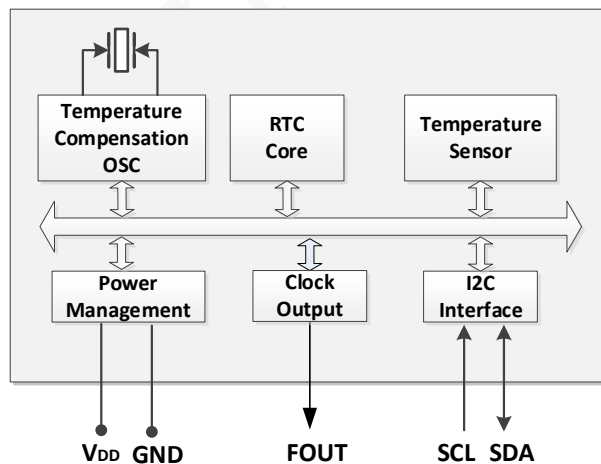 Temperature
Compensation
OSC
RTC
Core
Temperature
Sensor
Power
Management
Clock
Output
I2C
Interface
VDD GND
FOUT
SCL SDA